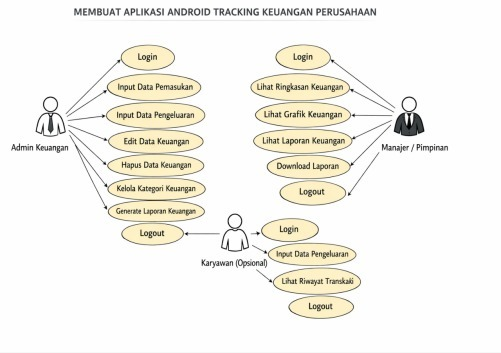 MEMBUAT APLIKASI ANDROID TRACKING KEUANGAN PERUSAHAAN
Login
Input Data Pemasukan
Input Data Pengeluaran
Edit Data Keuangan
Hapus Data Keuangan
Kelola Kategori Keuangan
Generate Laporan Keuangan
Logout
Admin Keuangan
Login
Lihat Ringkasan Keuangan
Lihat Grafik Keuangan
Lihat Laporan Keuangan
Download Laporan
Logout
Manajer / Pimpinan
Karyawan (Opsional)
Login
Input Data Pengeluaran
Lihat Riwayat Transkaki
Logout